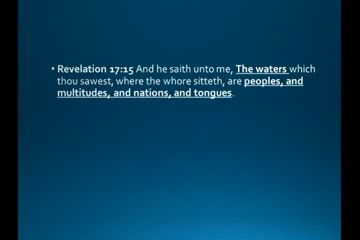 • Revelation 17:15 And he saith unto me, The waters which
thou sawest, where the whore sitteth, are peoples, and
multitudes, and nations, and tongues.